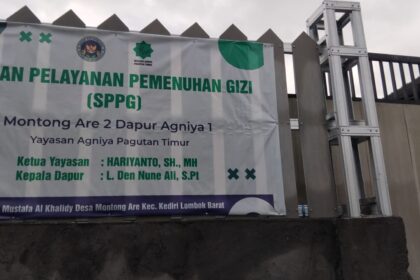 AN PELAYANAN PEMENUHAN GIZI
(SPPG)
Montong Are 2 Dapur Agniya 1
Yayasan Agniya Pagutan Timur
Ketua Yayasan : HARIYANTO, SH., MH
Kepala Dapur : L. Den Nune Ali, S.Pt
Mustafa Al Khalidy Desa Montong Are Kec. Kediri Lombok Barat